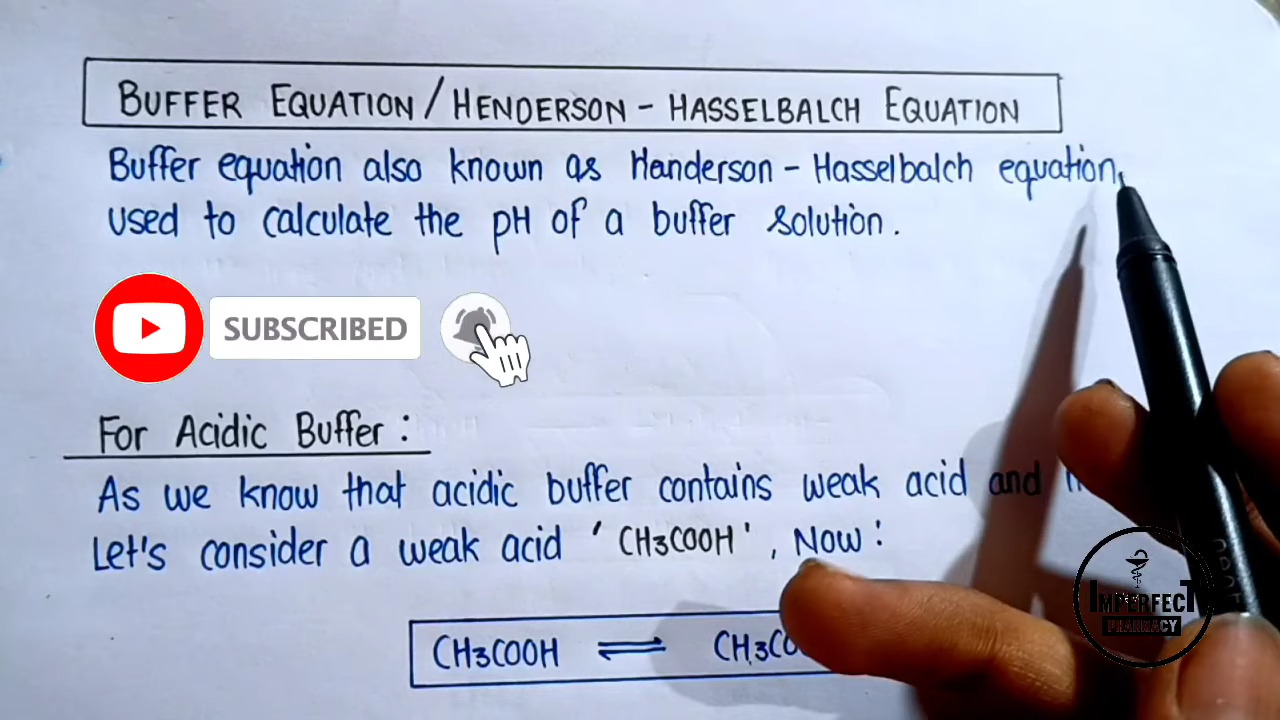 BUFFER EQUATION / HENDERSON - HASSELBALCH EQUATION
Buffer equation also known as Handerson - Hasselbalch equation,
used to calculate the pH of a buffer solution.
SUBSCRIBED
For Acidic Buffer :
As we know that acidic buffer contains weak acid and
Let's consider a weak acid 'CH3COOH', Now :
CH3COOH ⇌ CH3CO
IMPERFECT
PHARMACY